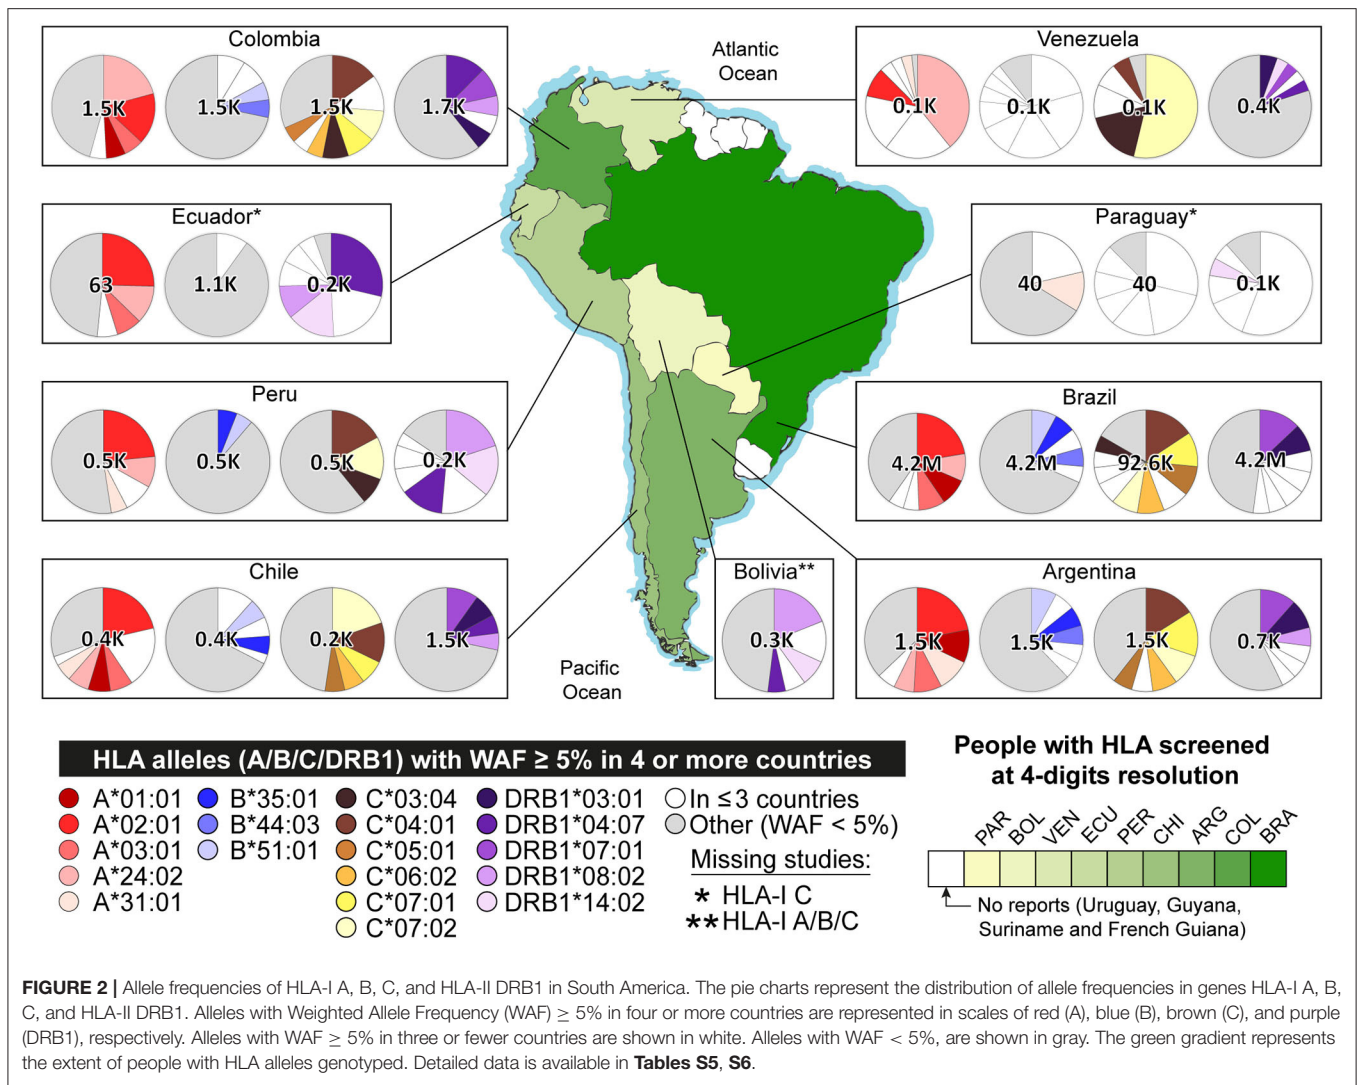 Colombia
1.5K
1.5K
1.5K
1.7K
Atlantic
Ocean
Venezuela
0.1K
0.1K
0.1K
0.4K
Ecuador*
63
1.1K
0.2K
Paraguay*
40
40
0.1K
Peru
0.5K
0.5K
0.5K
0.2K
Brazil
4.2M
4.2M
92.6K
4.2M
Chile
0.4K
0.4K
0.2K
1.5K
Pacific
Ocean
Bolivia**
0.3K
Argentina
1.5K
1.5K
1.5K
0.7K
HLA alleles (A/B/C/DRB1) with WAF ≥ 5% in 4 or more countries
A*01:01
A*02:01
A*03:01
A*24:02
A*31:01
B*35:01
B*44:03
B*51:01
C*03:04
C*04:01
C*05:01
C*06:02
C*07:01
C*07:02
DRB1*03:01
DRB1*04:07
DRB1*07:01
DRB1*08:02
DRB1*14:02
In ≤ 3 countries
Other (WAF < 5%)
Missing studies:
* HLA-I C
** HLA-I A/B/C
People with HLA screened
at 4-digits resolution
PAR
BOL
VEN
ECU
PER
CHI
ARG
COL
BRA
No reports (Uruguay, Guyana,
Suriname and French Guiana)
FIGURE 2 | Allele frequencies of HLA-I A, B, C, and HLA-II DRB1 in South America. The pie charts represent the distribution of allele frequencies in genes HLA-I A, B,
C, and HLA-II DRB1. Alleles with Weighted Allele Frequency (WAF) ≥ 5% in four or more countries are represented in scales of red (A), blue (B), brown (C), and purple
(DRB1), respectively. Alleles with WAF ≥ 5% in three or fewer countries are shown in white. Alleles with WAF < 5%, are shown in gray. The green gradient represents
the extent of people with HLA alleles genotyped. Detailed data is available in Tables S5, S6.